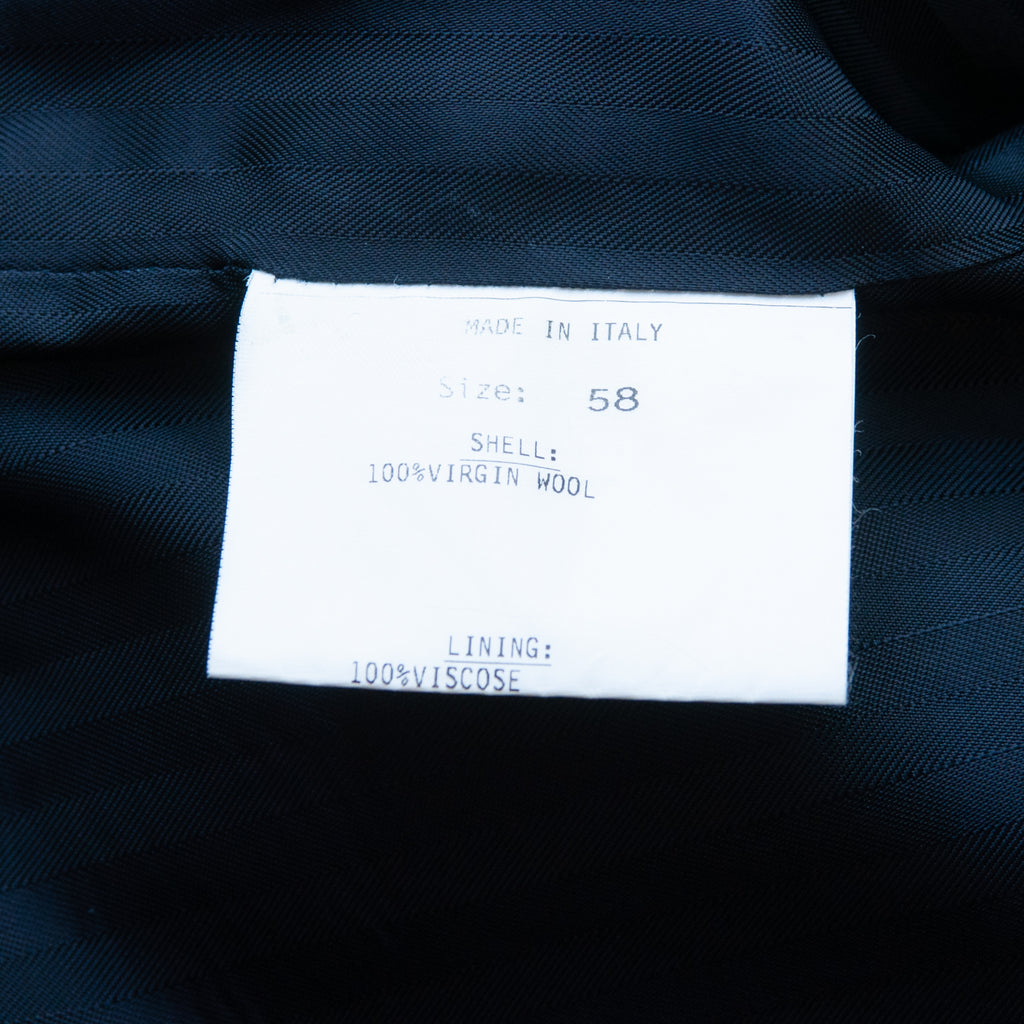 MADE IN ITALY
Size: 58
SHELL:
100%VIRGIN WOOL
LINING:
100%VISCOSE